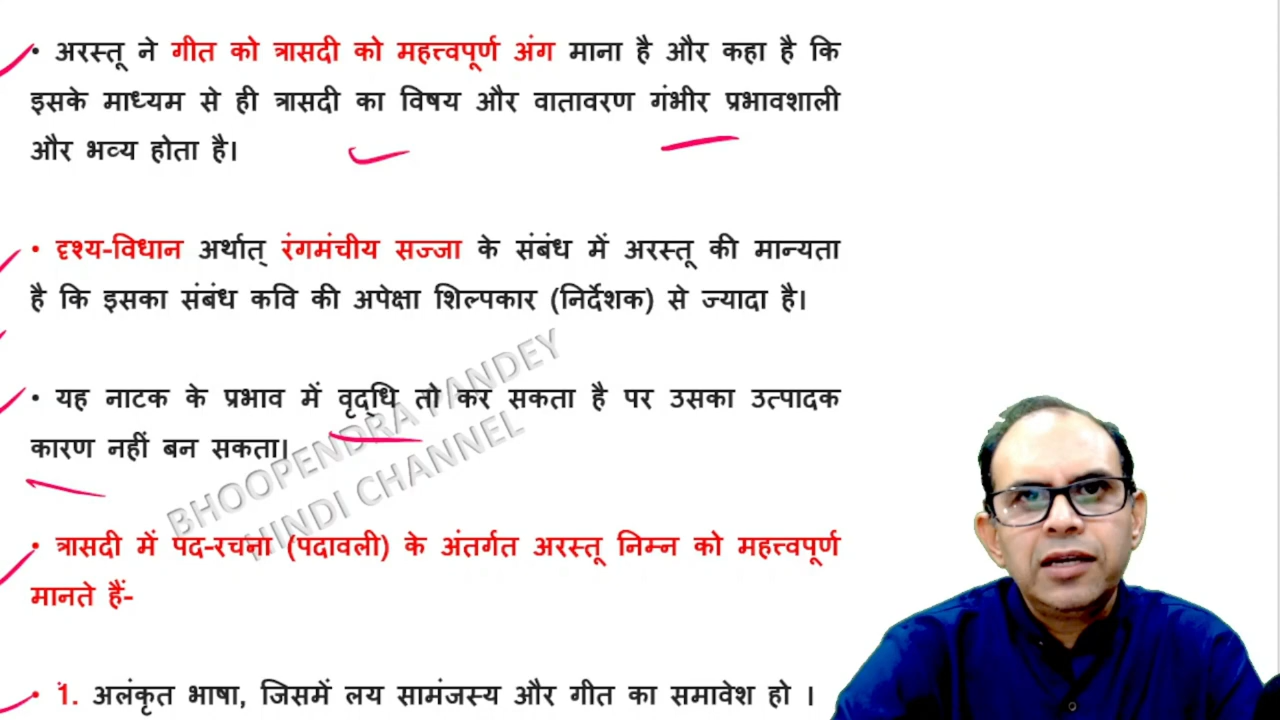 • अरस्तू ने गीत को त्रासदी को महत्त्वपूर्ण अंग माना है और कहा है कि
इसके माध्यम से ही त्रासदी का विषय और वातावरण गंभीर प्रभावशाली
और भव्य होता है।
• दृश्य-विधान अर्थात् रंगमंचीय सज्जा के संबंध में अरस्तू की मान्यता
है कि इसका संबंध कवि की अपेक्षा शिल्पकार (निर्देशक) से ज्यादा है।
• यह नाटक के प्रभाव में वृद्धि तो कर सकता है पर उसका उत्पादक
कारण नहीं बन सकता।
BHOOPENDRA PANDEY
HINDI CHANNEL
• त्रासदी में पद-रचना (पदावली) के अंतर्गत अरस्तू निम्न को महत्त्वपूर्ण
मानते हैं-
• 1. अलंकृत भाषा, जिसमें लय सामंजस्य और गीत का समावेश हो ।